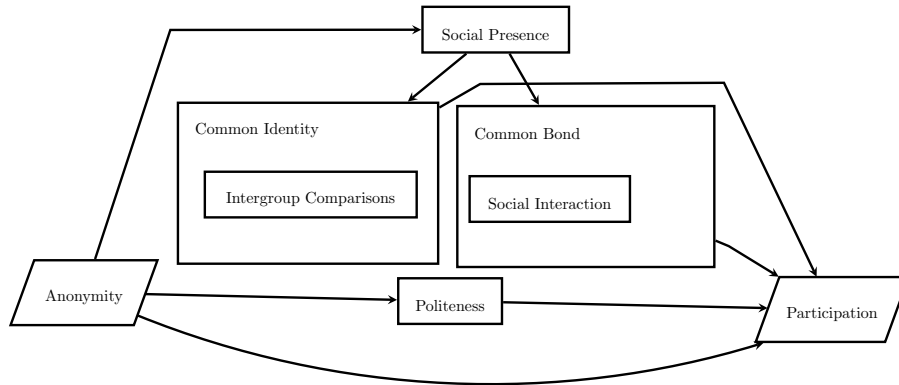 Social Presence
Common Identity
Common Bond
Intergroup Comparisons
Social Interaction
Anonymity
Politeness
Participation